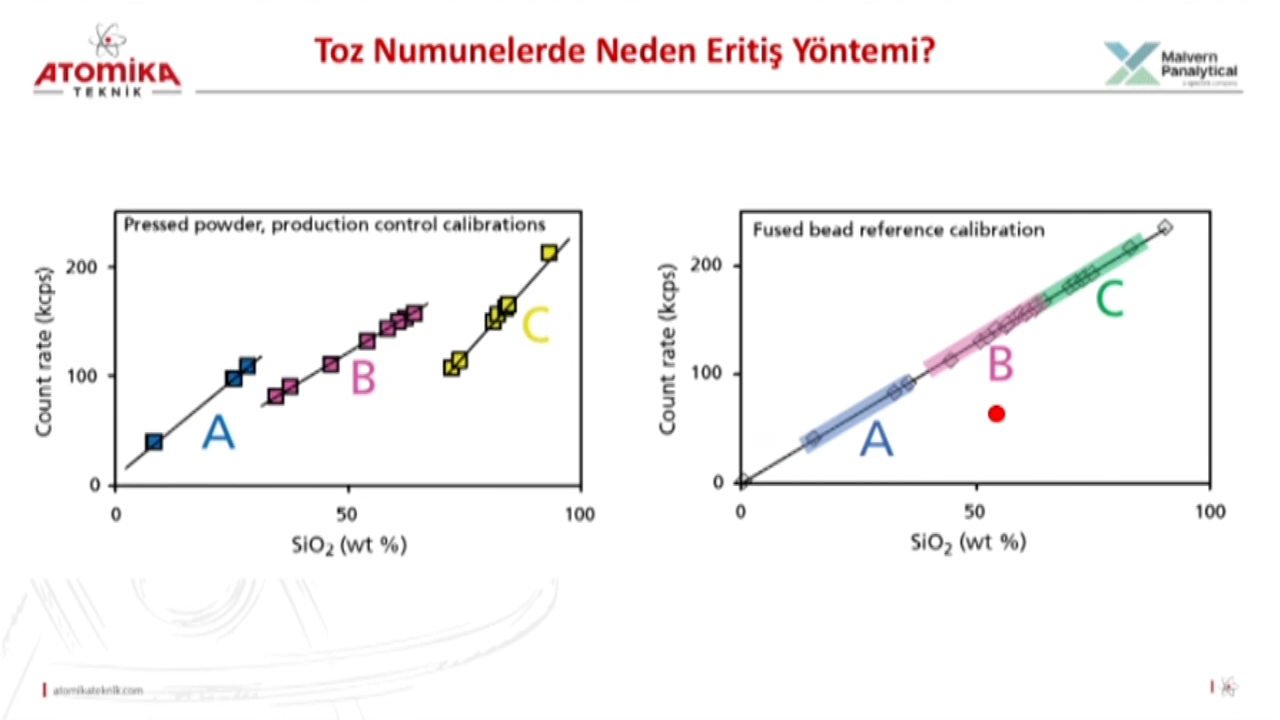 Toz Numunelerde Neden Eritiş Yöntemi?
ATOMİKA
TEKNİK
Malvern
Panalytical
Pressed powder, production control calibrations
Count rate (kcps)
200
100
0
A
B
C
0 50 100
SiO₂ (wt %)
Fused bead reference calibration
Count rate (kcps)
200
100
0
A
B
C
0 50 100
SiO₂ (wt %)
atomikateknik.com